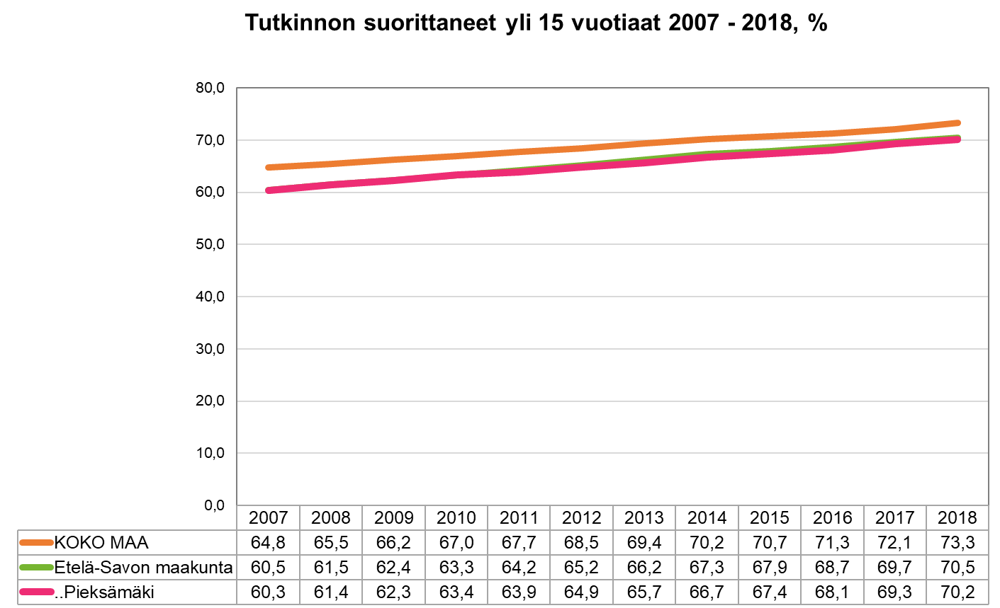 Tutkinnon suorittaneet yli 15 vuotiaat 2007 - 2018, %
80,0
70,0
60,0
50,0
40,0
30,0
20,0
10,0
0,0
2007 2008 2009 2010 2011 2012 2013 2014 2015 2016 2017 2018
KOKO MAA 64,8 65,5 66,2 67,0 67,7 68,5 69,4 70,2 70,7 71,3 72,1 73,3
Etelä-Savon maakunta 60,5 61,5 62,4 63,3 64,2 65,2 66,2 67,3 67,9 68,7 69,7 70,5
..Pieksämäki 60,3 61,4 62,3 63,4 63,9 64,9 65,7 66,7 67,4 68,1 69,3 70,2